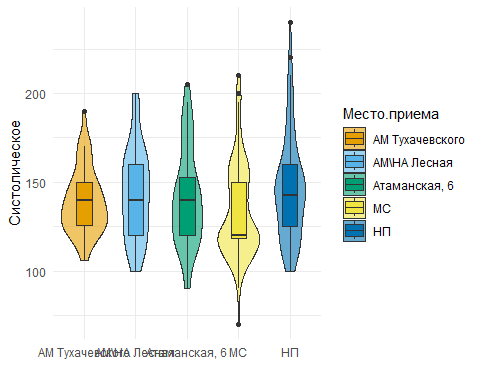 Систолическое
200
150
100
АМ Тухачевского АМ\НА Лесная Атаманская, 6 МС НП
Место.приема
АМ Тухачевского
АМ\НА Лесная
Атаманская, 6
МС
НП